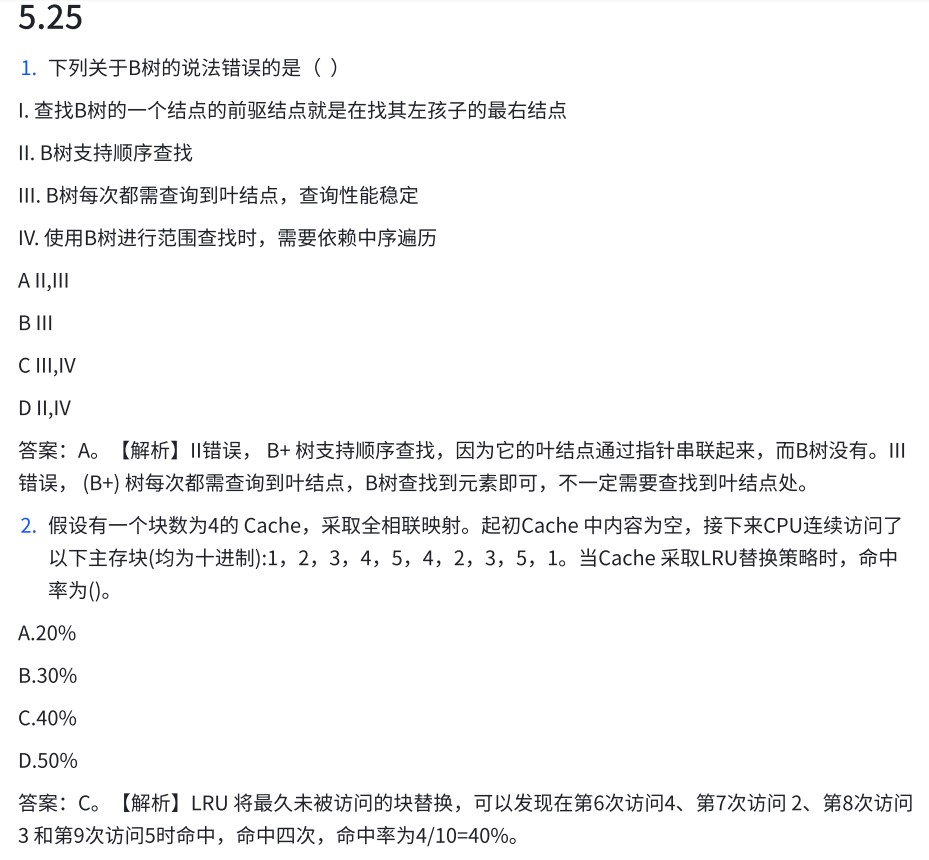 5.25
1. 下列关于B树的说法错误的是（ ）
I. 查找B树的一个结点的前驱结点就是在找其左孩子的最右结点
II. B树支持顺序查找
III. B树每次都需查询到叶结点，查询性能稳定
IV. 使用B树进行范围查找时，需要依赖中序遍历
A II,III
B III
C III,IV
D II,IV
答案：A。【解析】II错误， B+ 树支持顺序查找，因为它的叶结点通过指针串联起来，而B树没有。III
错误， (B+) 树每次都需查询到叶结点，B树查找到元素即可，不一定需要查找到叶结点处。
2. 假设有一个块数为4的 Cache，采取全相联映射。起初Cache 中内容为空，接下来CPU连续访问了
以下主存块(均为十进制):1，2，3，4，5，4，2，3，5，1。当Cache 采取LRU替换策略时，命中
率为()。
A.20%
B.30%
C.40%
D.50%
答案：C。【解析】LRU 将最久未被访问的块替换，可以发现在第6次访问4、第7次访问 2、第8次访问
3 和第9次访问5时命中，命中四次，命中率为4/10=40%。